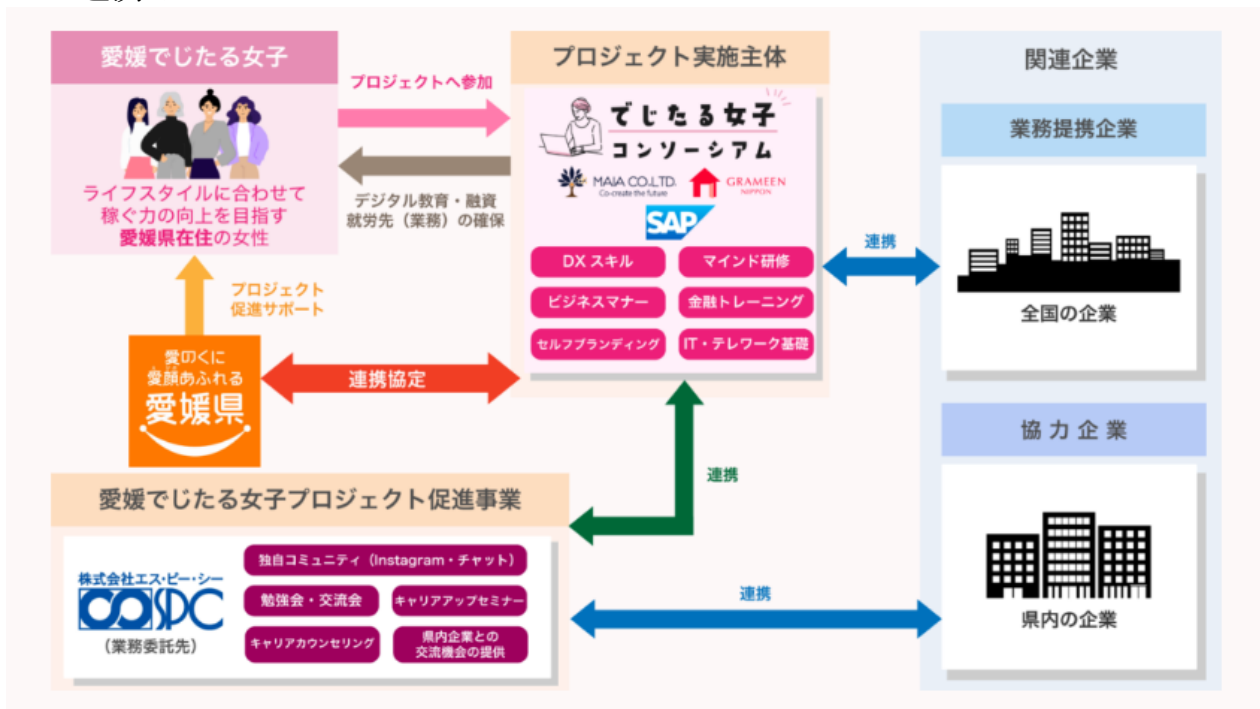 愛媛でじたる女子
ライフスタイルに合わせて
稼ぐ力の向上を目指す
愛媛県在住の女性
プロジェクトへ参加
デジタル教育・融資
就労先（業務）の確保
プロジェクト実施主体
でじたる女子
コンソーシアム
MAIA CO.LTD.
Co-create the future
GRAMEEN
NIPPON
SAP
DX スキル
マインド研修
ビジネスマナー
金融トレーニング
セルフブランディング
IT・テレワーク基礎
連携
関連企業
業務提携企業
全国の企業
協力企業
県内の企業
プロジェクト
促進サポート
愛のくに
愛顔あふれる
愛媛県
連携協定
連携
愛媛でじたる女子プロジェクト促進事業
株式会社エス・ピー・シー
SPC
（業務委託先）
独自コミュニティ（Instagram・チャット）
勉強会・交流会
キャリアアップセミナー
キャリアカウンセリング
県内企業との
交流機会の提供
連携